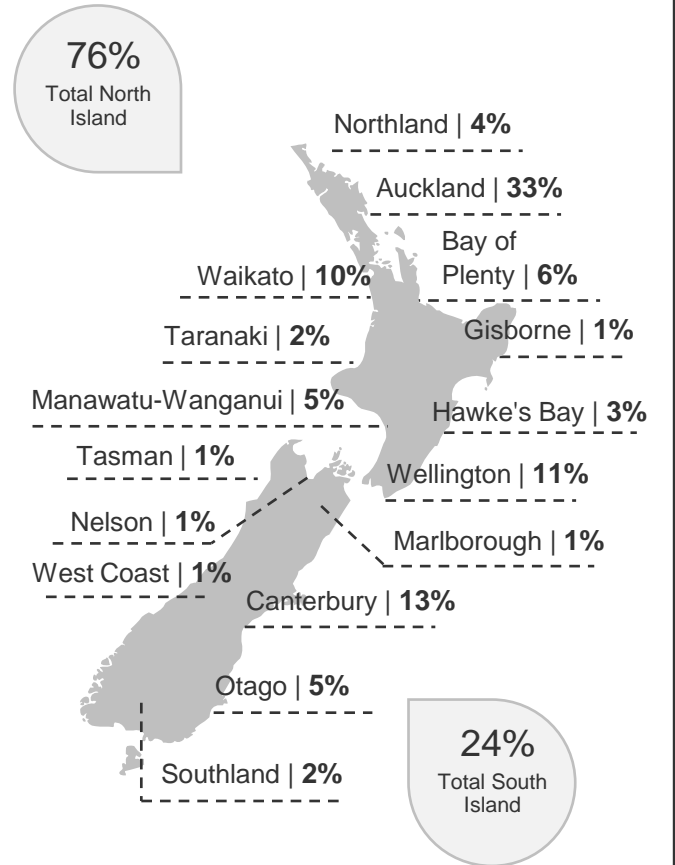 76%
Total North
Island
Northland | 4%
Auckland | 33%
Bay of
Plenty | 6%
Waikato | 10%
Gisborne | 1%
Taranaki | 2%
Manawatu-Wanganui | 5%
Hawke's Bay | 3%
Tasman | 1%
Wellington | 11%
Nelson | 1%
Marlborough | 1%
West Coast | 1%
Canterbury | 13%
Otago | 5%
24%
Total South
Island
Southland | 2%